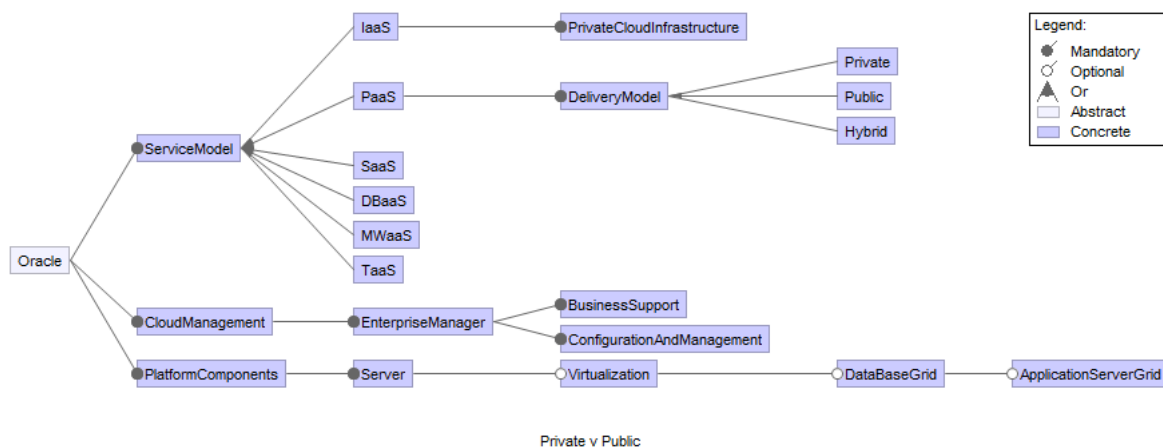 IaaS
PrivateCloudInfrastructure
Legend:
Mandatory
Optional
Or
Abstract
Concrete
Private
PaaS
DeliveryModel
Public
Hybrid
ServiceModel
SaaS
DBaaS
MWaaS
TaaS
Oracle
BusinessSupport
CloudManagement
EnterpriseManager
ConfigurationAndManagement
PlatformComponents
Server
Virtualization
DataBaseGrid
ApplicationServerGrid
Private v Public